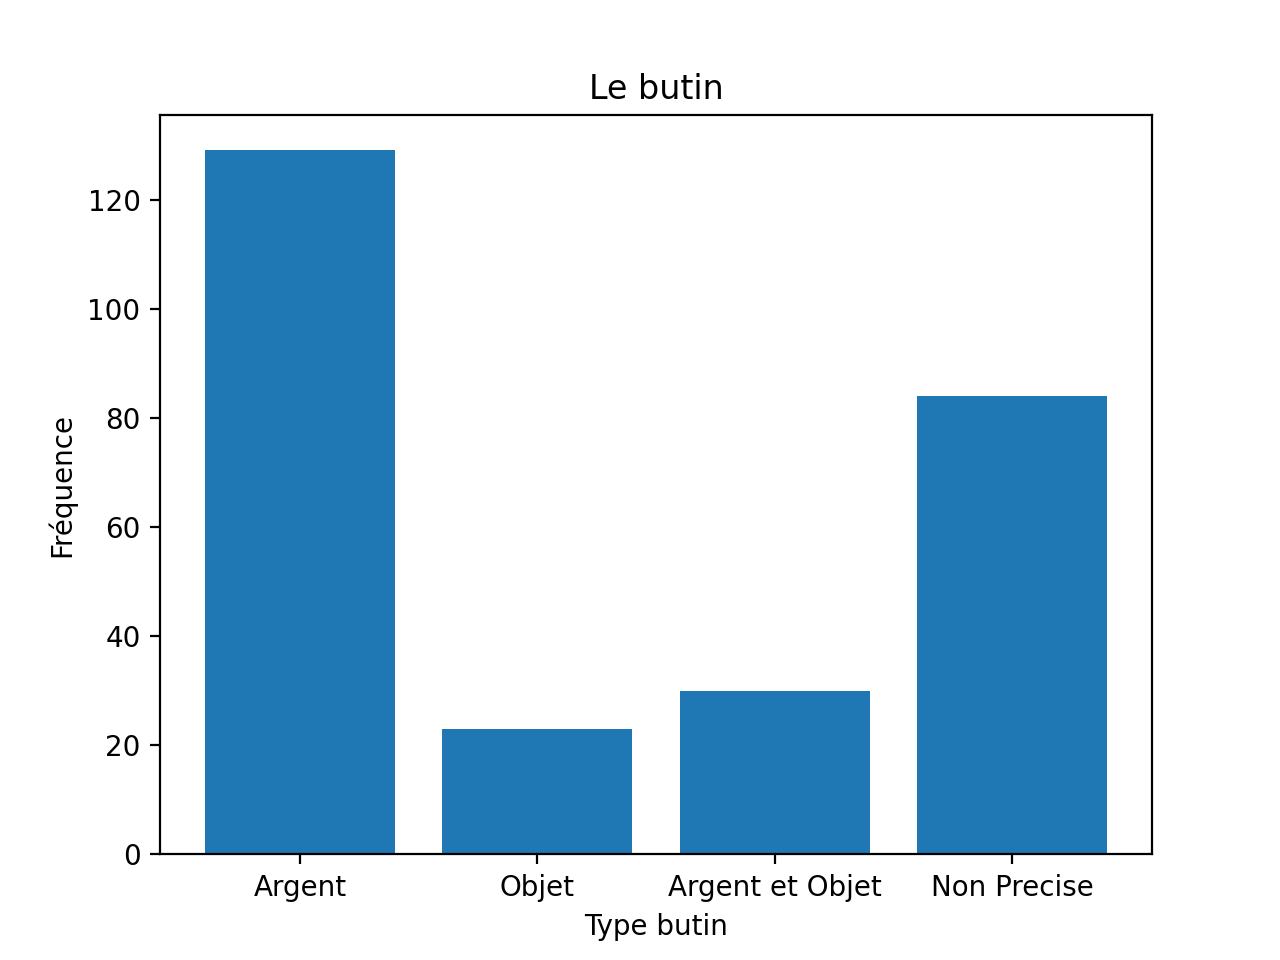 Le butin
120
100
80
60
40
20
0
Fréquence
Argent
Objet
Argent et Objet
Non Precise
Type butin